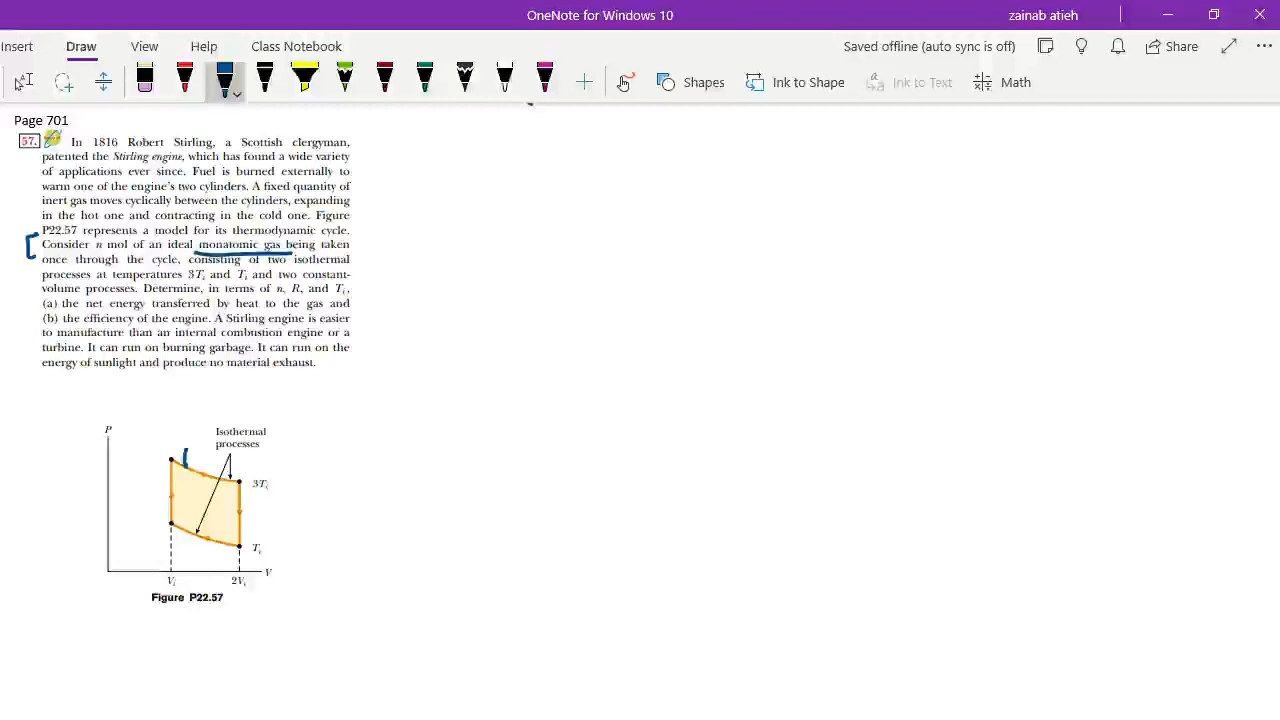 OneNote for Windows 10
zainab atieh
Insert Draw View Help Class Notebook
Saved offline (auto sync is off)
Share
Shapes
Ink to Shape
Ink to Text
Math
Page 701
57. In 1816 Robert Stirling, a Scottish clergyman,
patented the Stirling engine, which has found a wide variety
of applications ever since. Fuel is burned externally to
warm one of the engine's two cylinders. A fixed quantity of
inert gas moves cyclically between the cylinders, expanding
in the hot one and contracting in the cold one. Figure
P22.57 represents a model for its thermodynamic cycle.
Consider n mol of an ideal monatomic gas being taken
once through the cycle, consisting of two isothermal
processes at temperatures 3Ti and Ti and two constant-
volume processes. Determine, in terms of n, R, and Ti,
(a) the net energy transferred by heat to the gas and
(b) the efficiency of the engine. A Stirling engine is easier
to manufacture than an internal combustion engine or a
turbine. It can run on burning garbage. It can run on the
energy of sunlight and produce no material exhaust.
P
Isothermal
processes
3Ti
Ti
Vi
2Vi
V
Figure P22.57